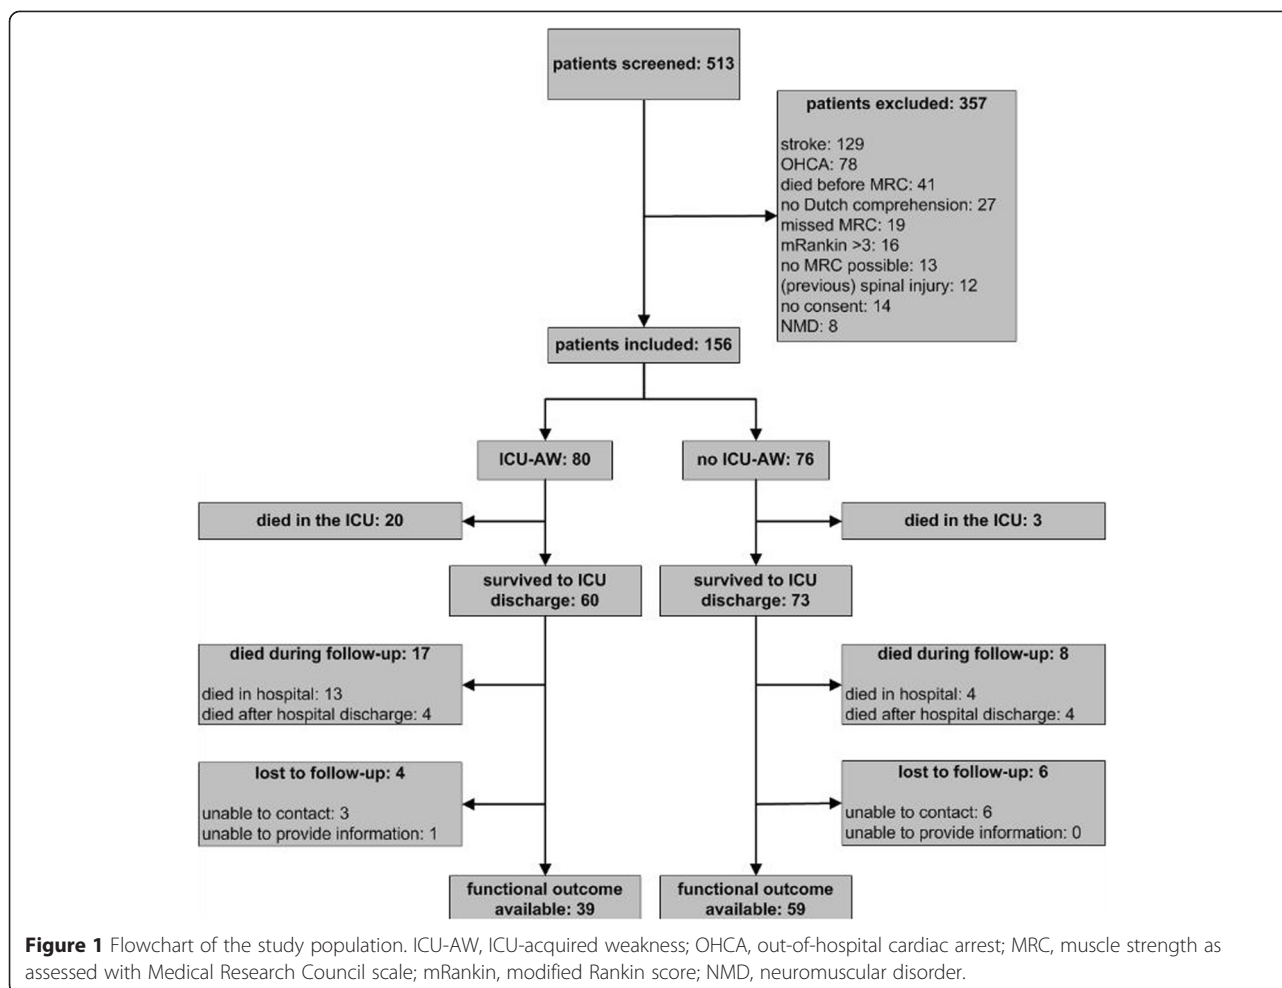 patients screened: 513
patients excluded: 357
stroke: 129
OHCA: 78
died before MRC: 41
no Dutch comprehension: 27
missed MRC: 19
mRankin >3: 16
no MRC possible: 13
(previous) spinal injury: 12
no consent: 14
NMD: 8
patients included: 156
ICU-AW: 80
no ICU-AW: 76
died in the ICU: 20
died in the ICU: 3
survived to ICU
discharge: 60
survived to ICU
discharge: 73
died during follow-up: 17
died in hospital: 13
died after hospital discharge: 4
died during follow-up: 8
died in hospital: 4
died after hospital discharge: 4
lost to follow-up: 4
unable to contact: 3
unable to provide information: 1
lost to follow-up: 6
unable to contact: 6
unable to provide information: 0
functional outcome
available: 39
functional outcome
available: 59
Figure 1 Flowchart of the study population. ICU-AW, ICU-acquired weakness; OHCA, out-of-hospital cardiac arrest; MRC, muscle strength as
assessed with Medical Research Council scale; mRankin, modified Rankin score; NMD, neuromuscular disorder.